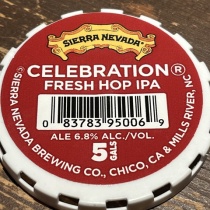 SIERRA NEVADA
CELEBRATION®
FRESH HOP IPA
0 83783 95006 9
ALE 6.8% ALC./VOL.
5 GALS
©SIERRA NEVADA BREWING CO., CHICO, CA & MILLS RIVER, NC